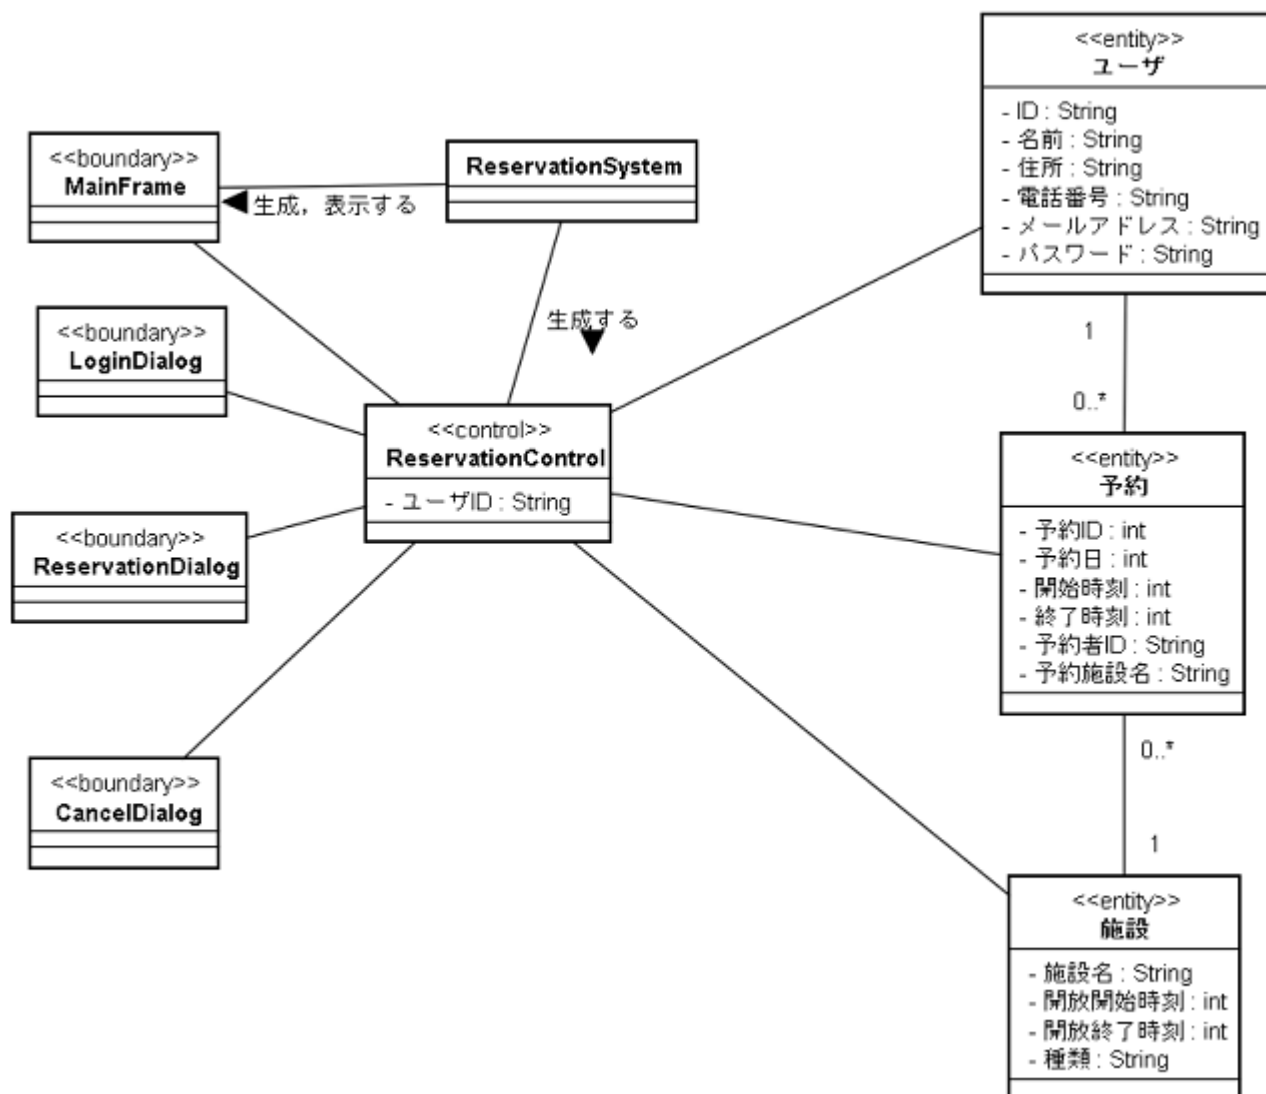 <<boundary>>
MainFrame
ReservationSystem
生成，表示する
<<entity>>
ユーザ
- ID : String
- 名前 : String
- 住所 : String
- 電話番号 : String
- メールアドレス : String
- パスワード : String
<<boundary>>
LoginDialog
生成する
1
0..*
<<control>>
ReservationControl
- ユーザID : String
<<entity>>
予約
- 予約ID : int
- 予約日 : int
- 開始時刻 : int
- 終了時刻 : int
- 予約者ID : String
- 予約施設名 : String
<<boundary>>
ReservationDialog
<<boundary>>
CancelDialog
0..*
1
<<entity>>
施設
- 施設名 : String
- 開放開始時刻 : int
- 開放終了時刻 : int
- 種類 : String